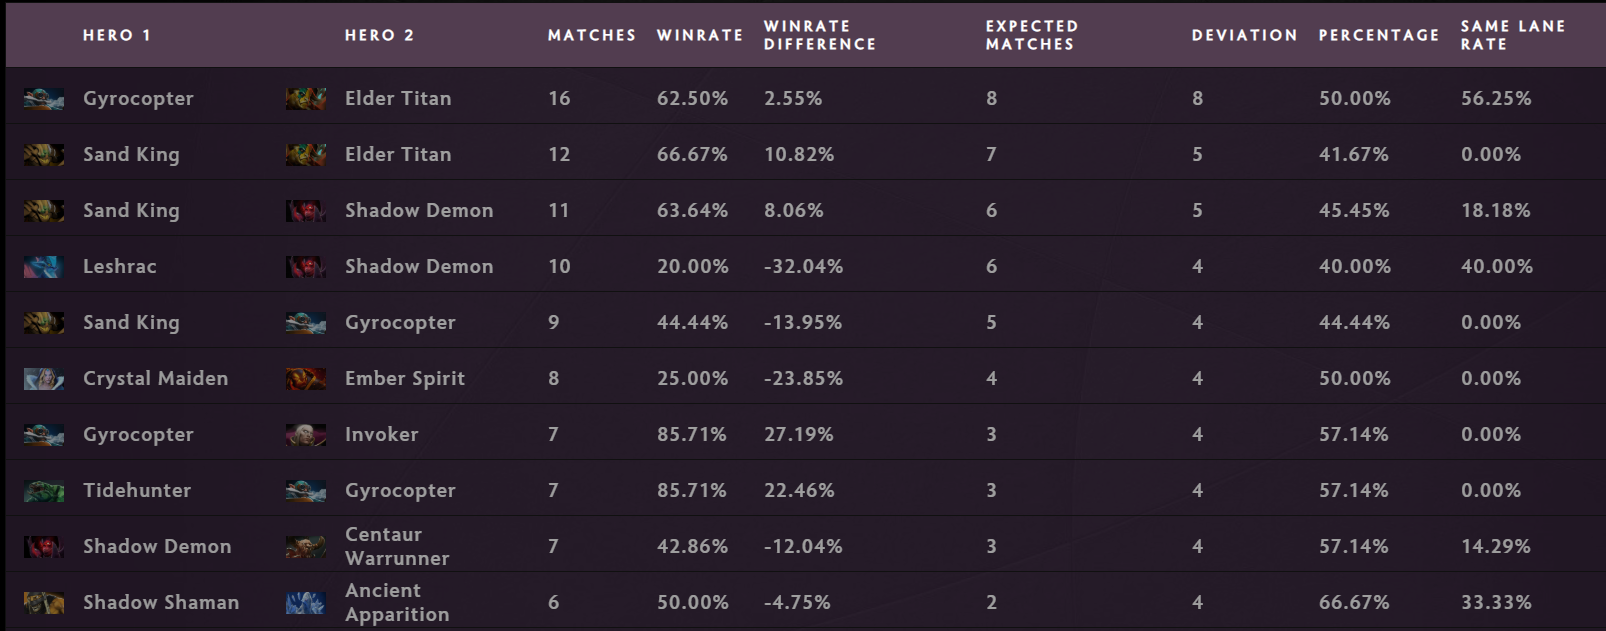 HERO 1 HERO 2 MATCHES WINRATE WINRATE DIFFERENCE EXPECTED MATCHES DEVIATION PERCENTAGE SAME LANE RATE
Gyrocopter Elder Titan 16 62.50% 2.55% 8 8 50.00% 56.25%
Sand King Elder Titan 12 66.67% 10.82% 7 5 41.67% 0.00%
Sand King Shadow Demon 11 63.64% 8.06% 6 5 45.45% 18.18%
Leshrac Shadow Demon 10 20.00% -32.04% 6 4 40.00% 40.00%
Sand King Gyrocopter 9 44.44% -13.95% 5 4 44.44% 0.00%
Crystal Maiden Ember Spirit 8 25.00% -23.85% 4 4 50.00% 0.00%
Gyrocopter Invoker 7 85.71% 27.19% 3 4 57.14% 0.00%
Tidehunter Gyrocopter 7 85.71% 22.46% 3 4 57.14% 0.00%
Shadow Demon Centaur Warrunner 7 42.86% -12.04% 3 4 57.14% 14.29%
Shadow Shaman Ancient Apparition 6 50.00% -4.75% 2 4 66.67% 33.33%